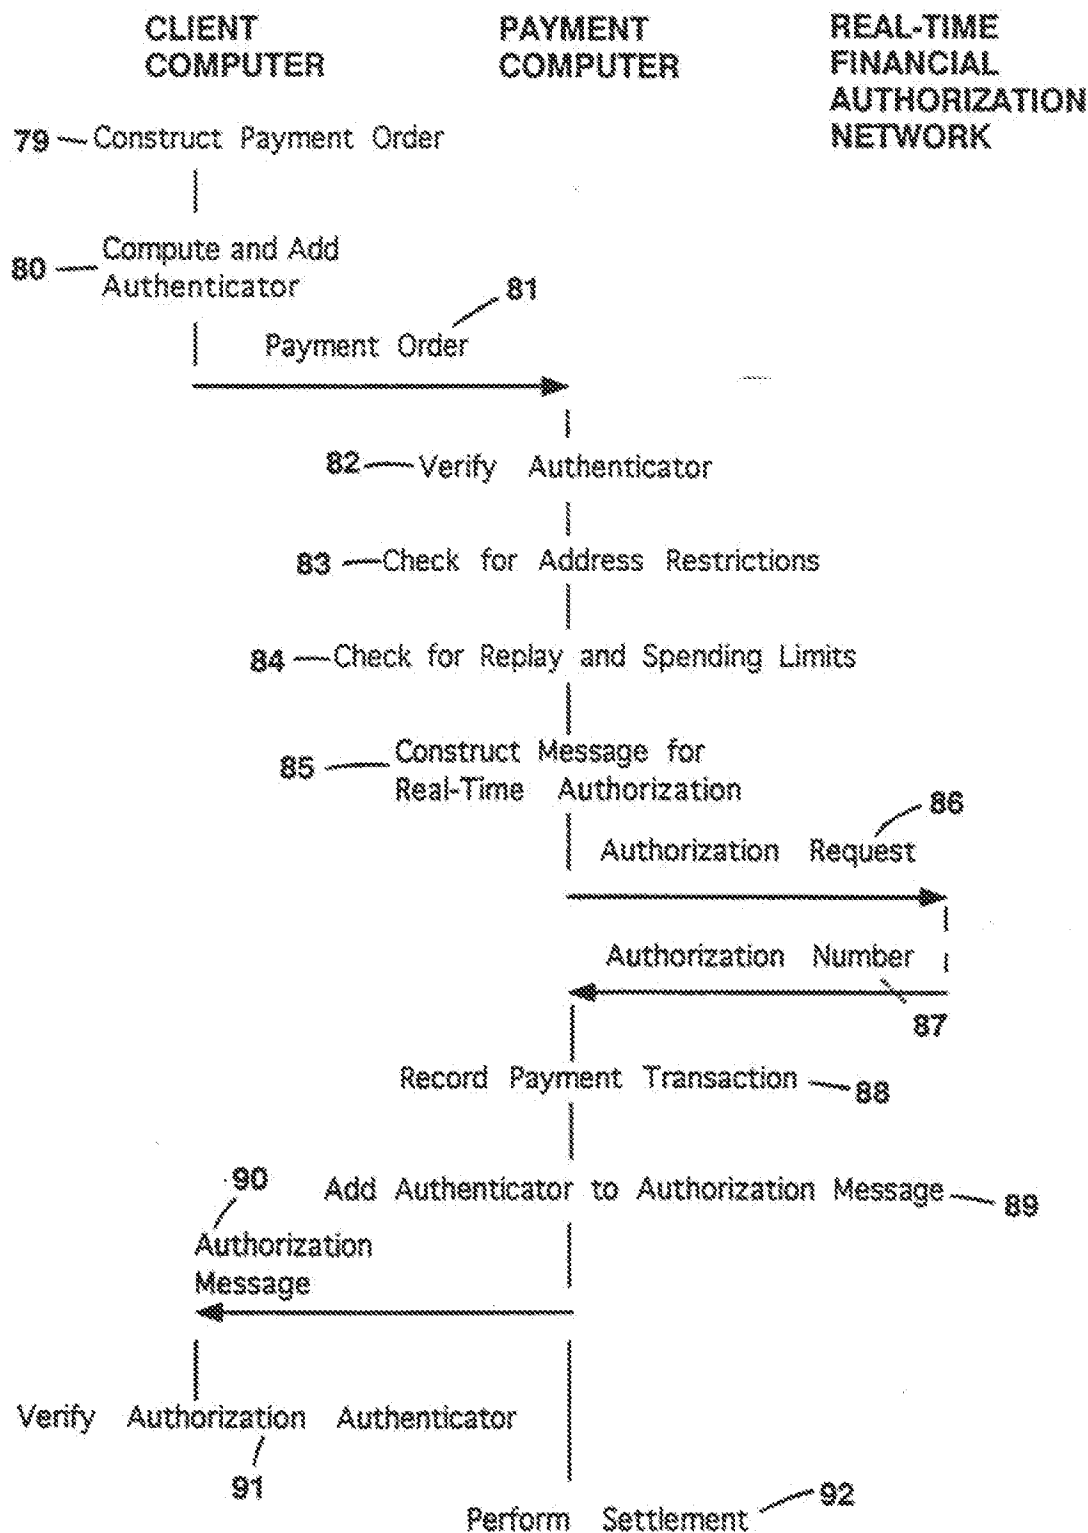 CLIENT
COMPUTER
PAYMENT
COMPUTER
REAL-TIME
FINANCIAL
AUTHORIZATION
NETWORK
79 Construct Payment Order
80 Compute and Add
Authenticator
81
Payment Order
82 Verify Authenticator
83 Check for Address Restrictions
84 Check for Replay and Spending Limits
85 Construct Message for
Real-Time Authorization
86
Authorization Request
Authorization Number
87
Record Payment Transaction 88
90
Add Authenticator to Authorization Message 89
Authorization
Message
Verify Authorization Authenticator
91
92
Perform Settlement